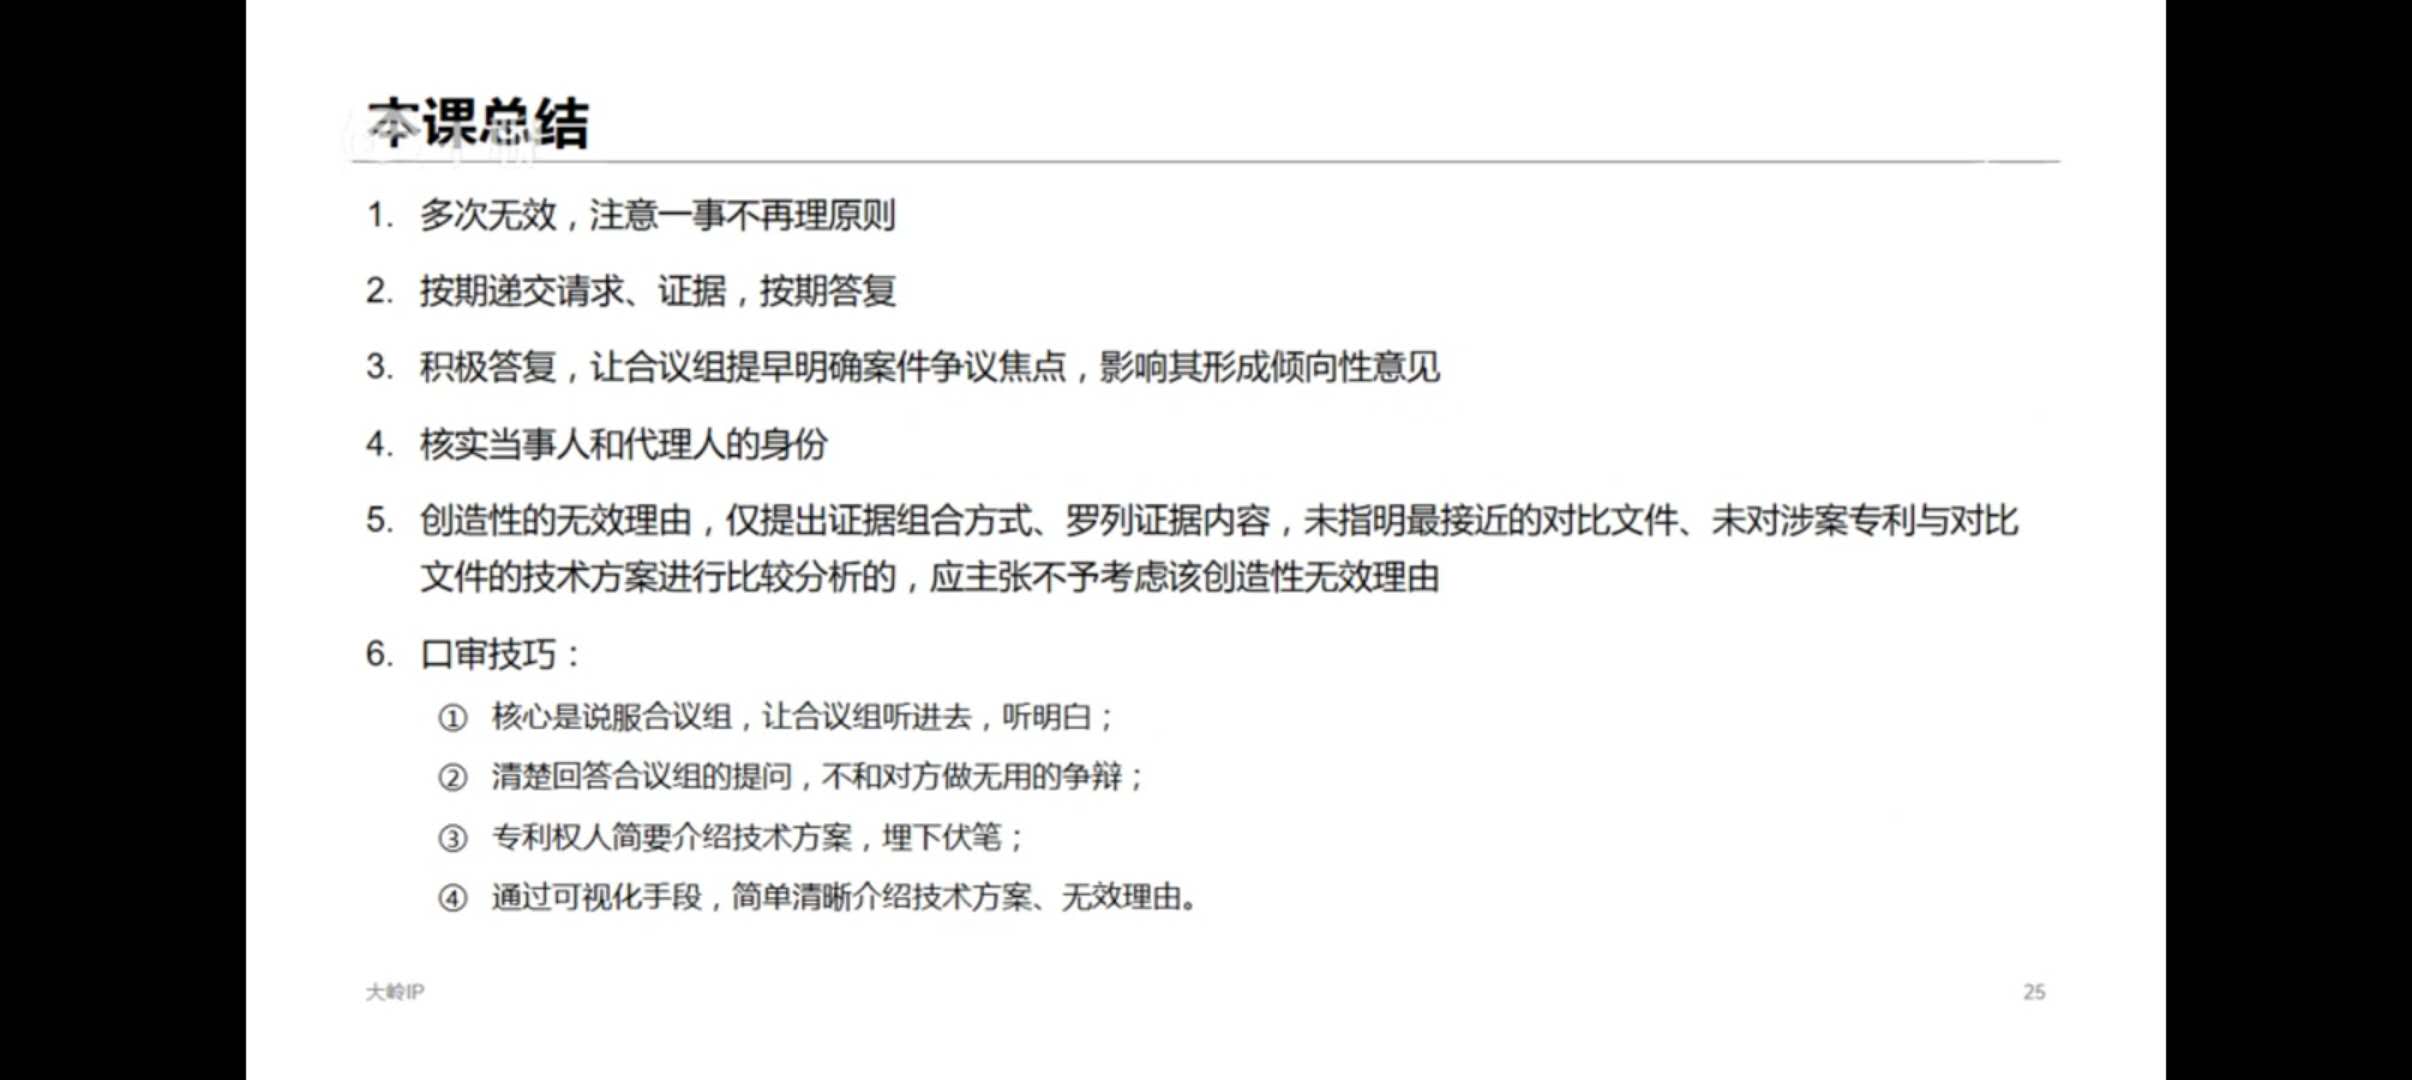 本课总结
1. 多次无效，注意一事不再理原则
2. 按期递交请求、证据，按期答复
3. 积极答复，让合议组提早明确案件争议焦点，影响其形成倾向性意见
4. 核实当事人和代理人的身份
5. 创造性的无效理由，仅提出证据组合方式、罗列证据内容，未指明最接近的对比文件、未对涉案专利与对比
文件的技术方案进行比较分析的，应主张不予考虑该创造性无效理由
6. 口审技巧：
① 核心是说服合议组，让合议组听进去，听明白；
② 清楚回答合议组的提问，不和对方做无用的争辩；
③ 专利权人简要介绍技术方案，埋下伏笔；
④ 通过可视化手段，简单清晰介绍技术方案、无效理由。
大岭IP
25